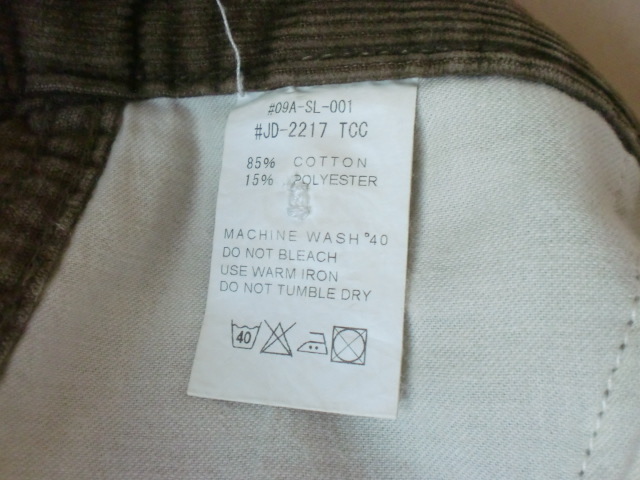 #09A-SL-001
#JD-2217 TCC
85% COTTON
15% POLYESTER
MACHINE WASH °40
DO NOT BLEACH
USE WARM IRON
DO NOT TUMBLE DRY
40